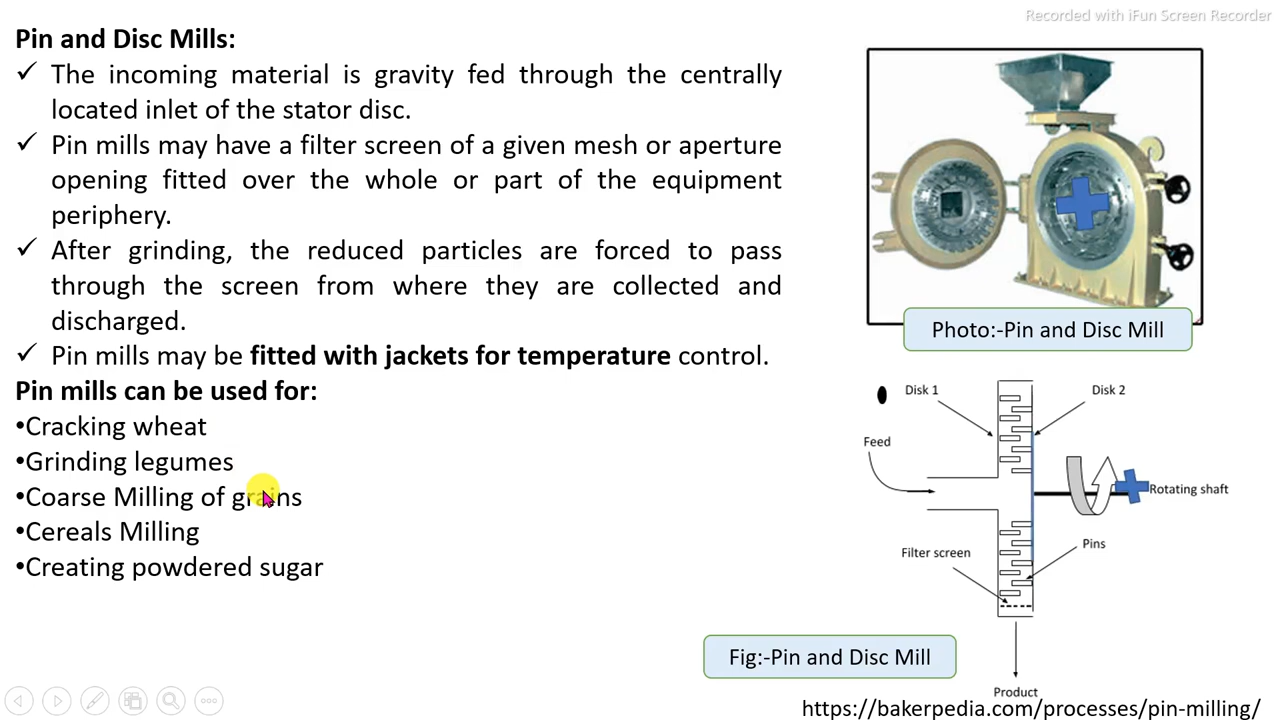 Recorded with iFun Screen Recorder
Pin and Disc Mills:
✓ The incoming material is gravity fed through the centrally
located inlet of the stator disc.
✓ Pin mills may have a filter screen of a given mesh or aperture
opening fitted over the whole or part of the equipment
periphery.
✓ After grinding, the reduced particles are forced to pass
through the screen from where they are collected and
discharged.
✓ Pin mills may be fitted with jackets for temperature control.
Pin mills can be used for:
•Cracking wheat
•Grinding legumes
•Coarse Milling of grains
•Cereals Milling
•Creating powdered sugar
Photo:-Pin and Disc Mill
Disk 1
Disk 2
Feed
Rotating shaft
Filter screen
Pins
Product
Fig:-Pin and Disc Mill
https://bakerpedia.com/processes/pin-milling/